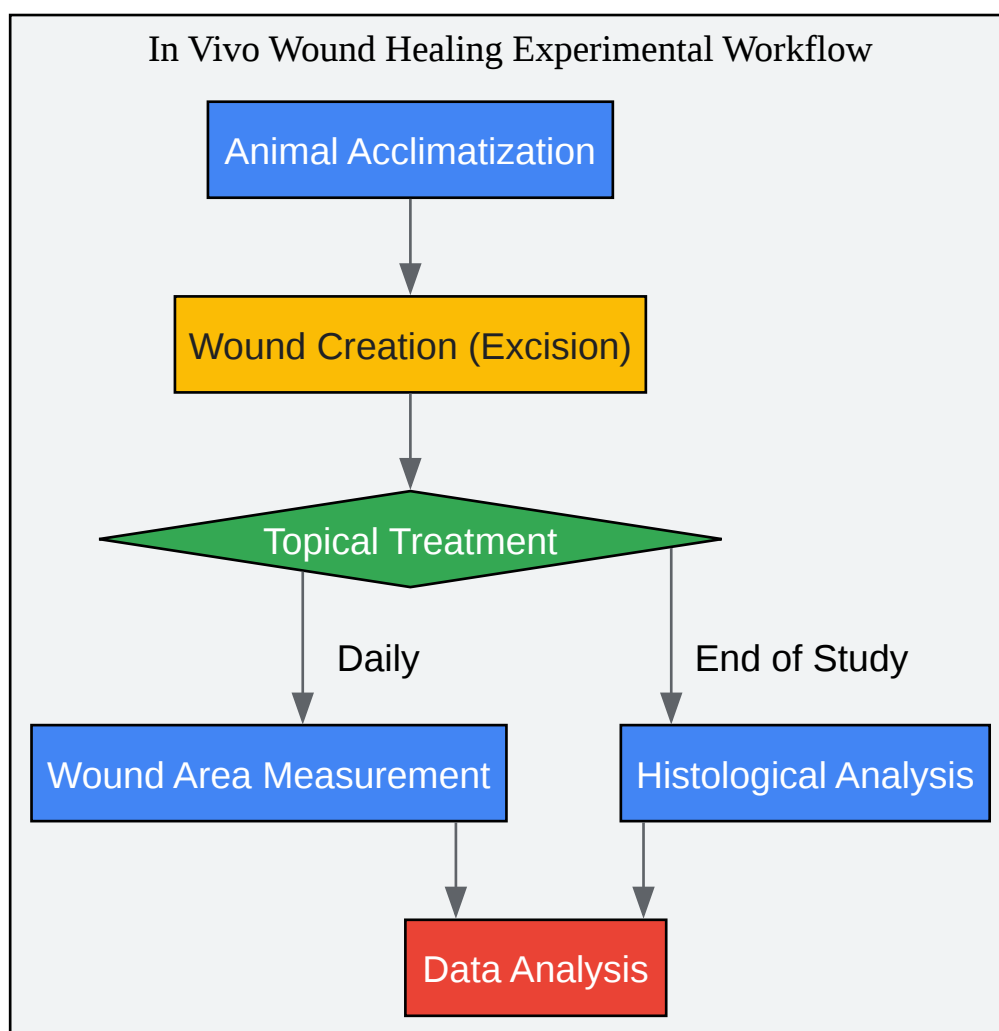 In Vivo Wound Healing Experimental Workflow
Animal Acclimatization
Wound Creation (Excision)
Topical Treatment
Daily
End of Study
Wound Area Measurement
Histological Analysis
Data Analysis